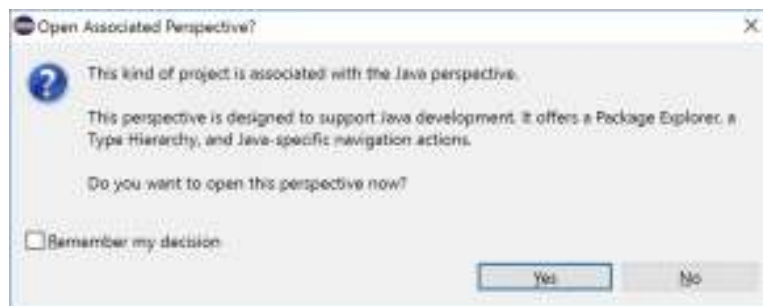 Open Associated Perspective?
This kind of project is associated with the Java perspective.
This perspective is designed to support Java development. It offers a Package Explorer, a
Type Hierarchy, and Java-specific navigation actions.
Do you want to open this perspective now?
Remember my decision
Yes
No